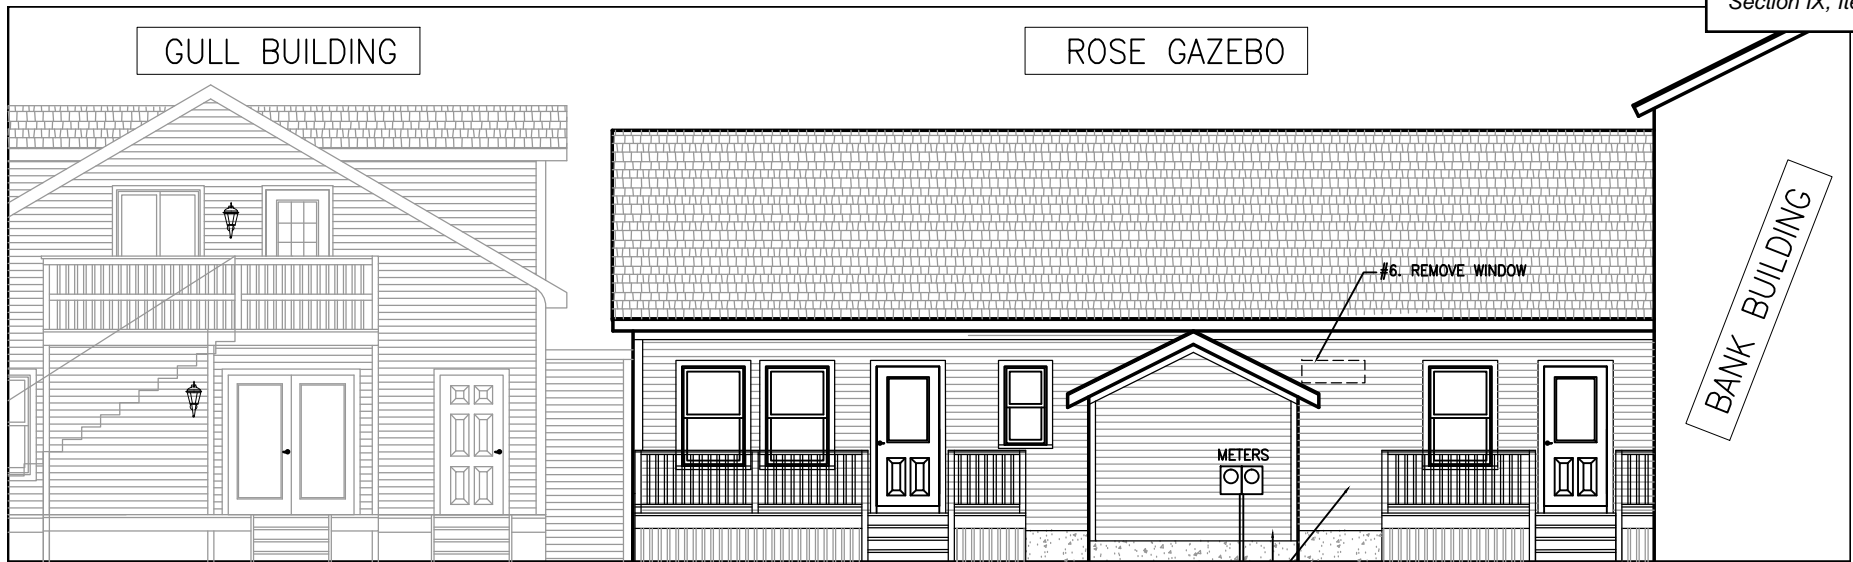 Section IX, Ite
GULL BUILDING
ROSE GAZEBO
#6. REMOVE WINDOW
BANK BUILDING
METERS